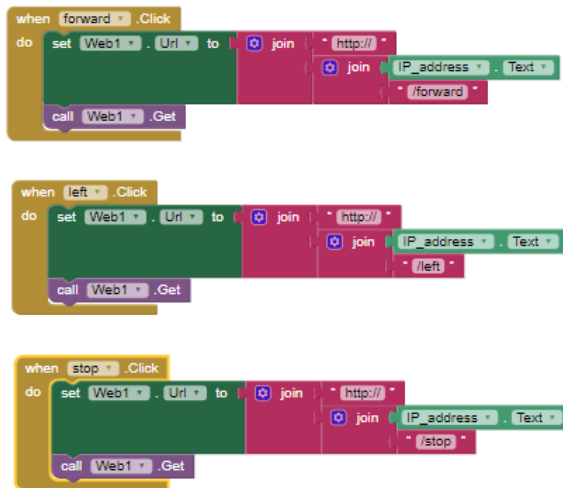 when forward .Click
do set Web1 . Url to join " http:// "
join IP_address . Text
" /forward "
call Web1 .Get
when left .Click
do set Web1 . Url to join " http:// "
join IP_address . Text
" /left "
call Web1 .Get
when stop .Click
do set Web1 . Url to join " http:// "
join IP_address . Text
" /stop "
call Web1 .Get